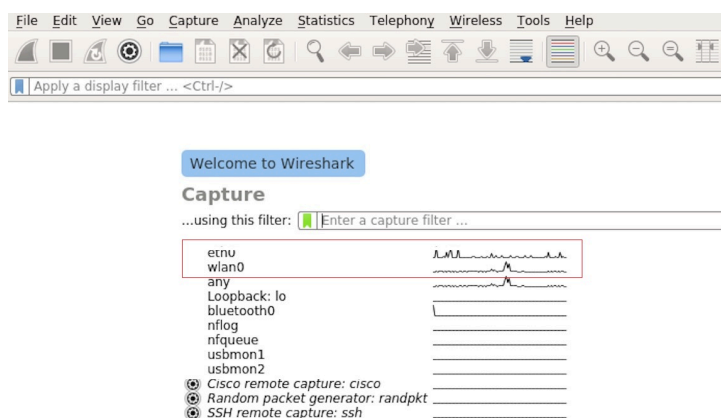 File Edit View Go Capture Analyze Statistics Telephony Wireless Tools Help
Apply a display filter ... <Ctrl-/>
Welcome to Wireshark
Capture
...using this filter: Enter a capture filter ...
eth0
wlan0
any
Loopback: lo
bluetooth0
nflog
nfqueue
usbmon1
usbmon2
Cisco remote capture: cisco
Random packet generator: randpkt
SSH remote capture: ssh